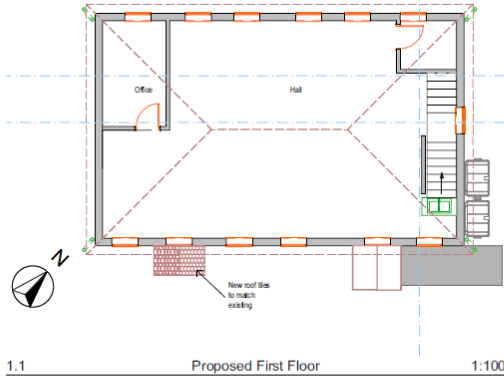 Office
Hall
N
New roof tiles
to match
existing
1.1 Proposed First Floor 1:100